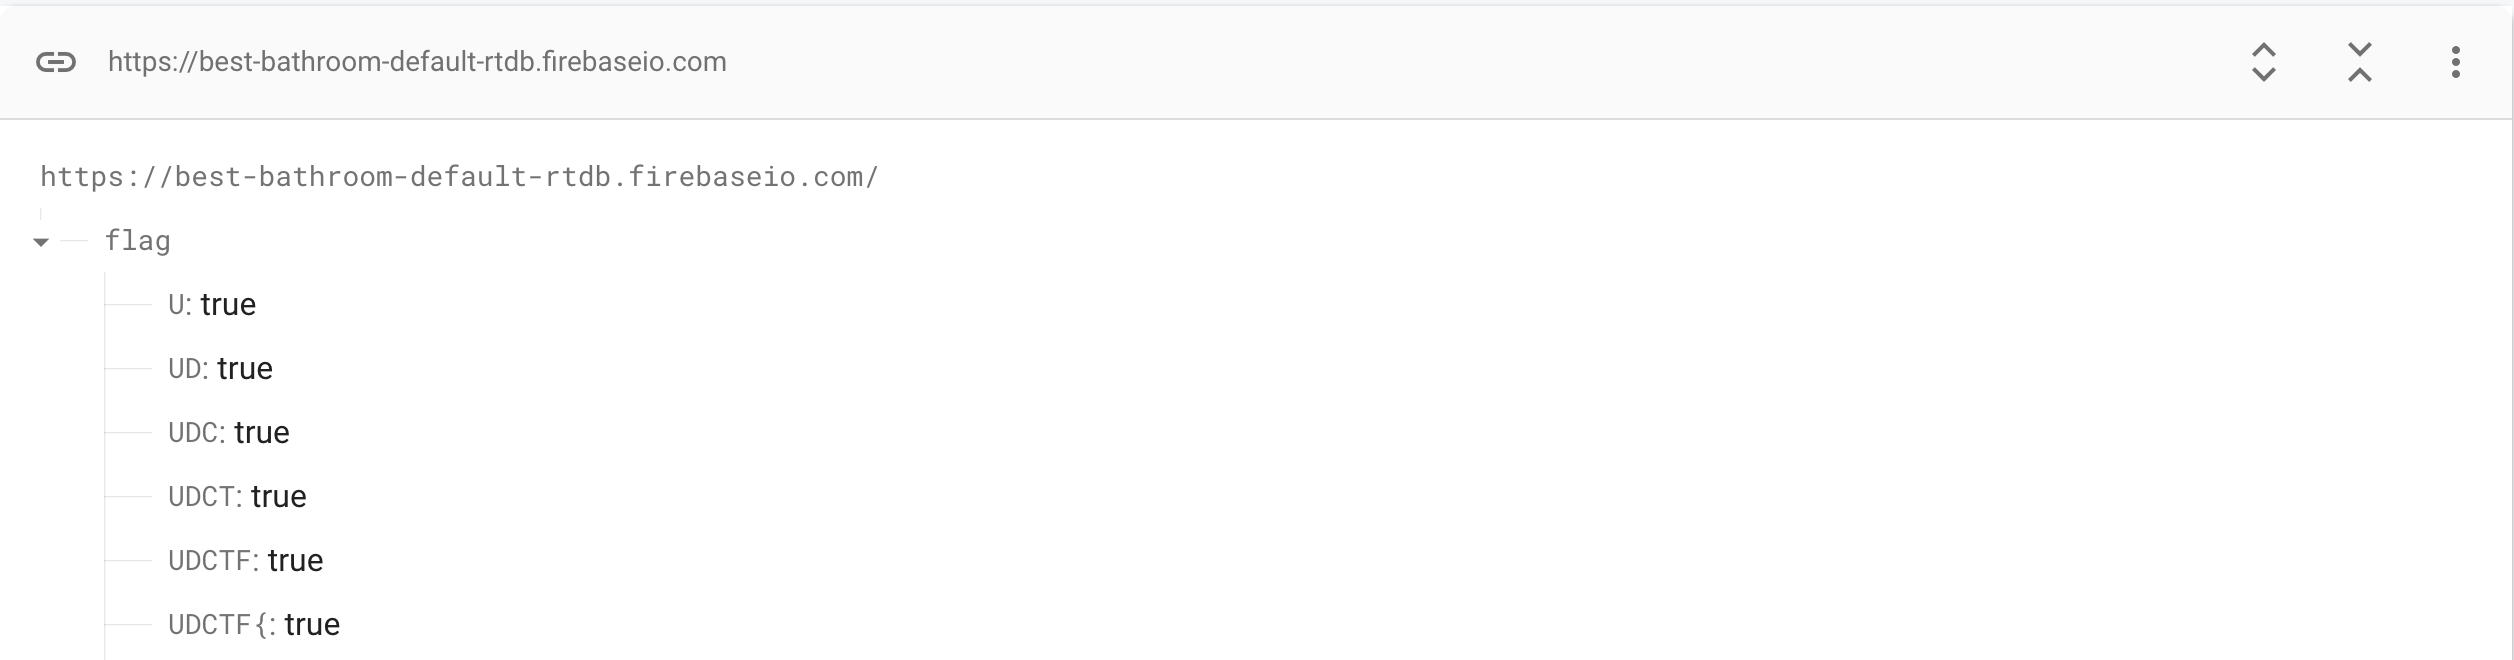 https://best-bathroom-default-rtdb.firebaseio.com
https://best-bathroom-default-rtdb.firebaseio.com/
flag
U: true
UD: true
UDC: true
UDCT: true
UDCTF: true
UDCTF{: true